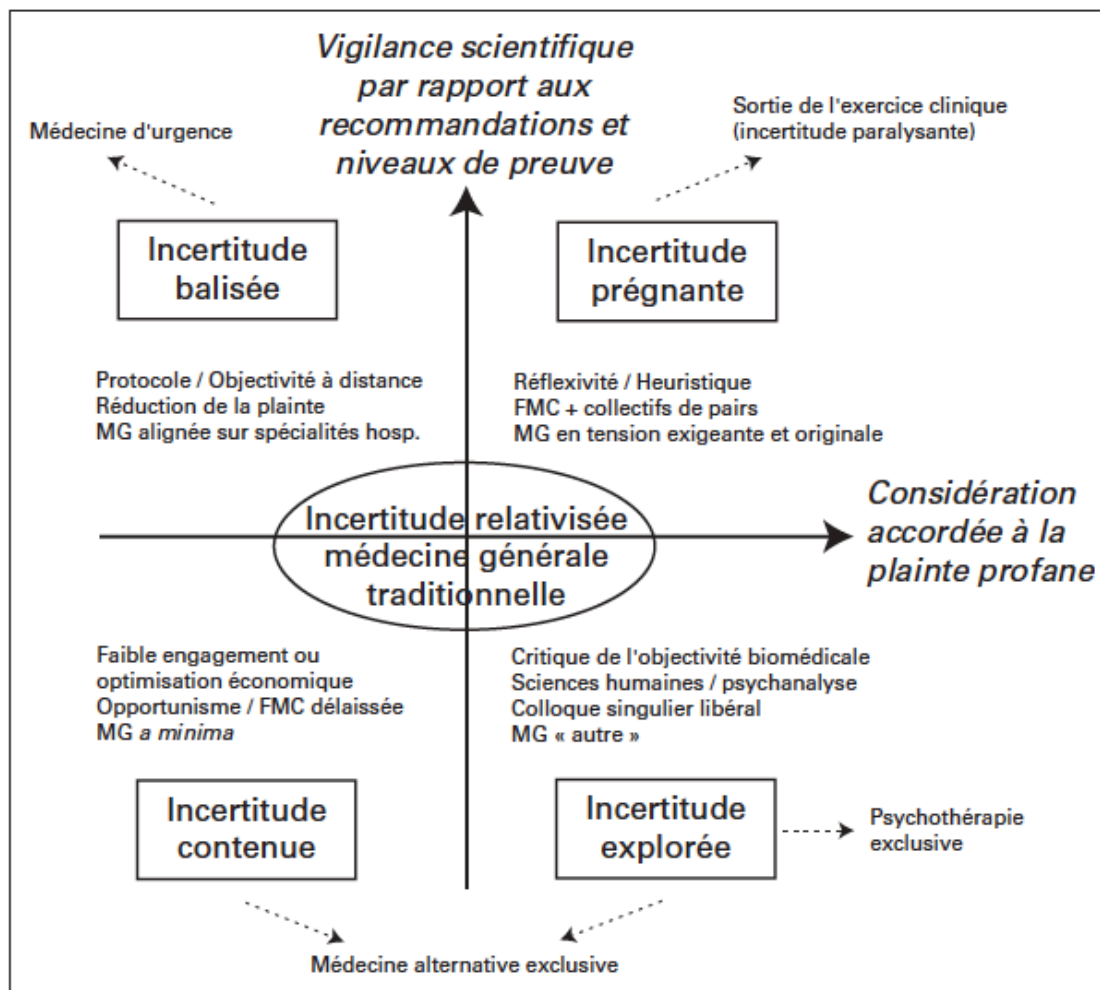 Vigilance scientifique
par rapport aux
recommandations et
niveaux de preuve
Médecine d'urgence
Sortie de l'exercice clinique
(incertitude paralysante)
Incertitude
balisée
Incertitude
prégnante
Protocole / Objectivité à distance
Réduction de la plainte
MG alignée sur spécialités hosp.
Réflexivité / Heuristique
FMC + collectifs de pairs
MG en tension exigeante et originale
Incertitude relativisée
médecine générale
traditionnelle
Considération
accordée à la
plainte profane
Faible engagement ou
optimisation économique
Opportunisme / FMC délaissée
MG a minima
Critique de l'objectivité biomédicale
Sciences humaines / psychanalyse
Colloque singulier libéral
MG « autre »
Incertitude
contenue
Incertitude
explorée
Psychothérapie
exclusive
Médecine alternative exclusive